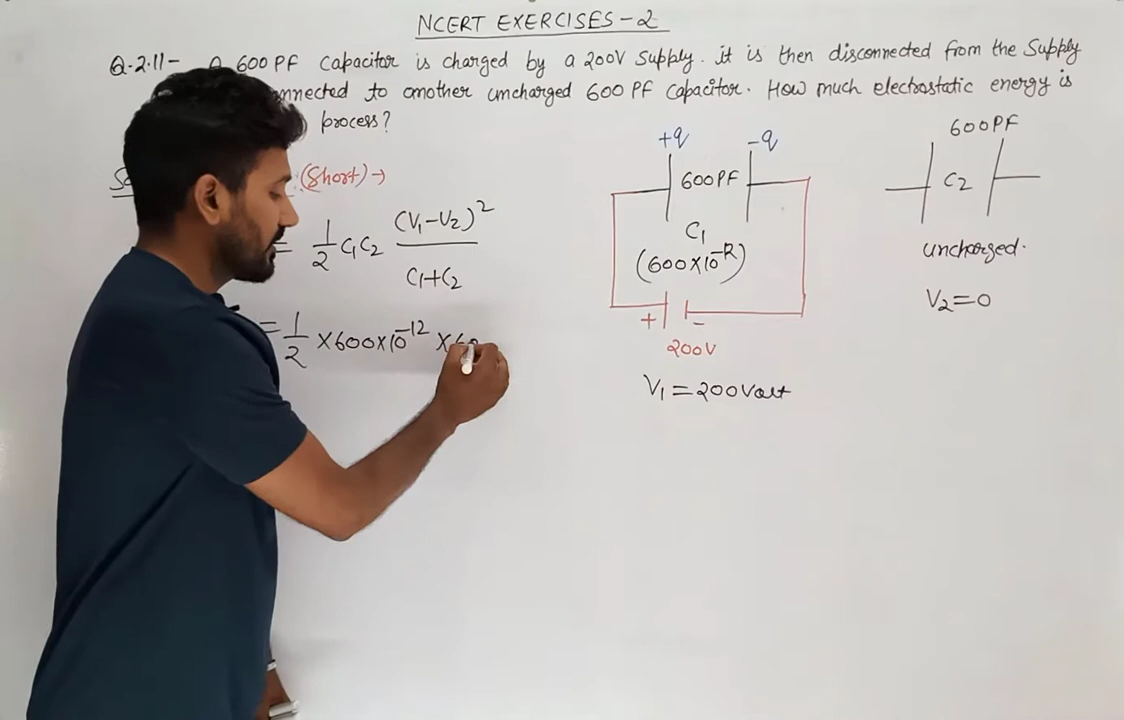 NCERT EXERCISES-2
Q.2.11- A 600 PF Capacitor is charged by a 200V Supply. it is then disconnected from the Supply
to another uncharged 600 PF Capacitor. How much electrostatic energy is
process?
(Short)→
= 1/2 C₁C₂ (V₁-V₂)² / C₁+C₂
= 1/2 ×600×10⁻¹² ×60
+q
-q
600PF
C₁
(600×10⁻¹²)
+
-
200V
V₁=200Volt
600PF
C₂
uncharged.
V₂=0